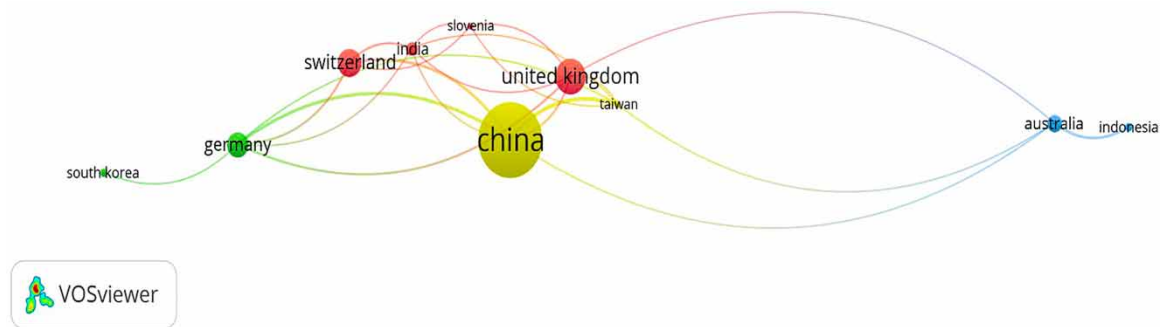 slovenia
india
switzerland
united kingdom
taiwan
australia
indonesia
china
germany
south korea
VOSviewer